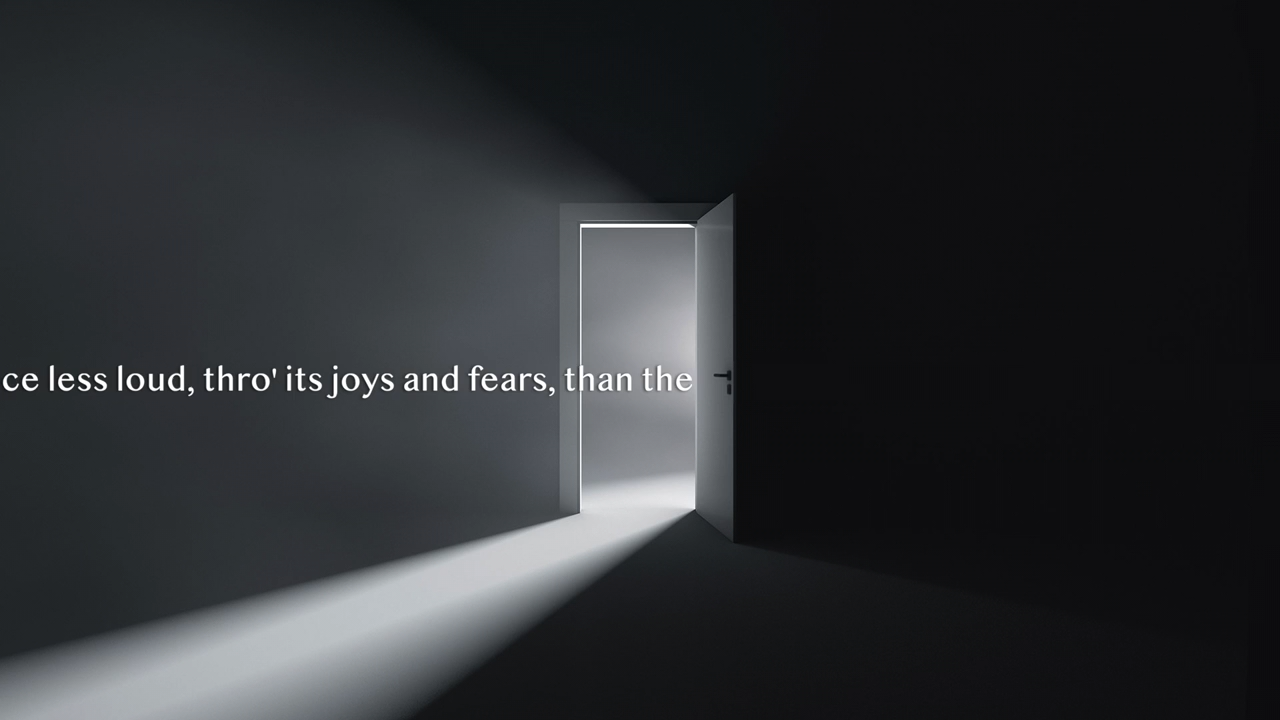 ce less loud, thro' its joys and fears, than the